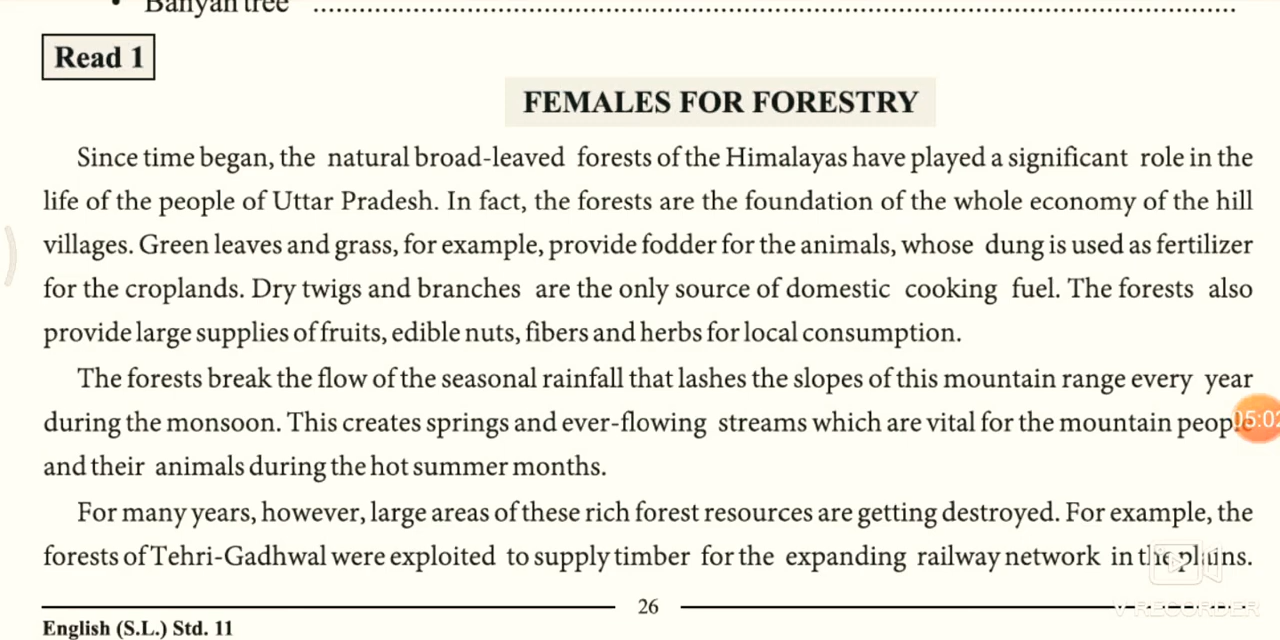 • Banyan tree ........................................................................
Read 1
FEMALES FOR FORESTRY
Since time began, the natural broad-leaved forests of the Himalayas have played a significant role in the
life of the people of Uttar Pradesh. In fact, the forests are the foundation of the whole economy of the hill
villages. Green leaves and grass, for example, provide fodder for the animals, whose dung is used as fertilizer
for the croplands. Dry twigs and branches are the only source of domestic cooking fuel. The forests also
provide large supplies of fruits, edible nuts, fibers and herbs for local consumption.
The forests break the flow of the seasonal rainfall that lashes the slopes of this mountain range every year
during the monsoon. This creates springs and ever-flowing streams which are vital for the mountain people
05:02
and their animals during the hot summer months.
For many years, however, large areas of these rich forest resources are getting destroyed. For example, the
forests of Tehri-Gadhwal were exploited to supply timber for the expanding railway network in the plains.
26
V RECORDER
English (S.L.) Std. 11